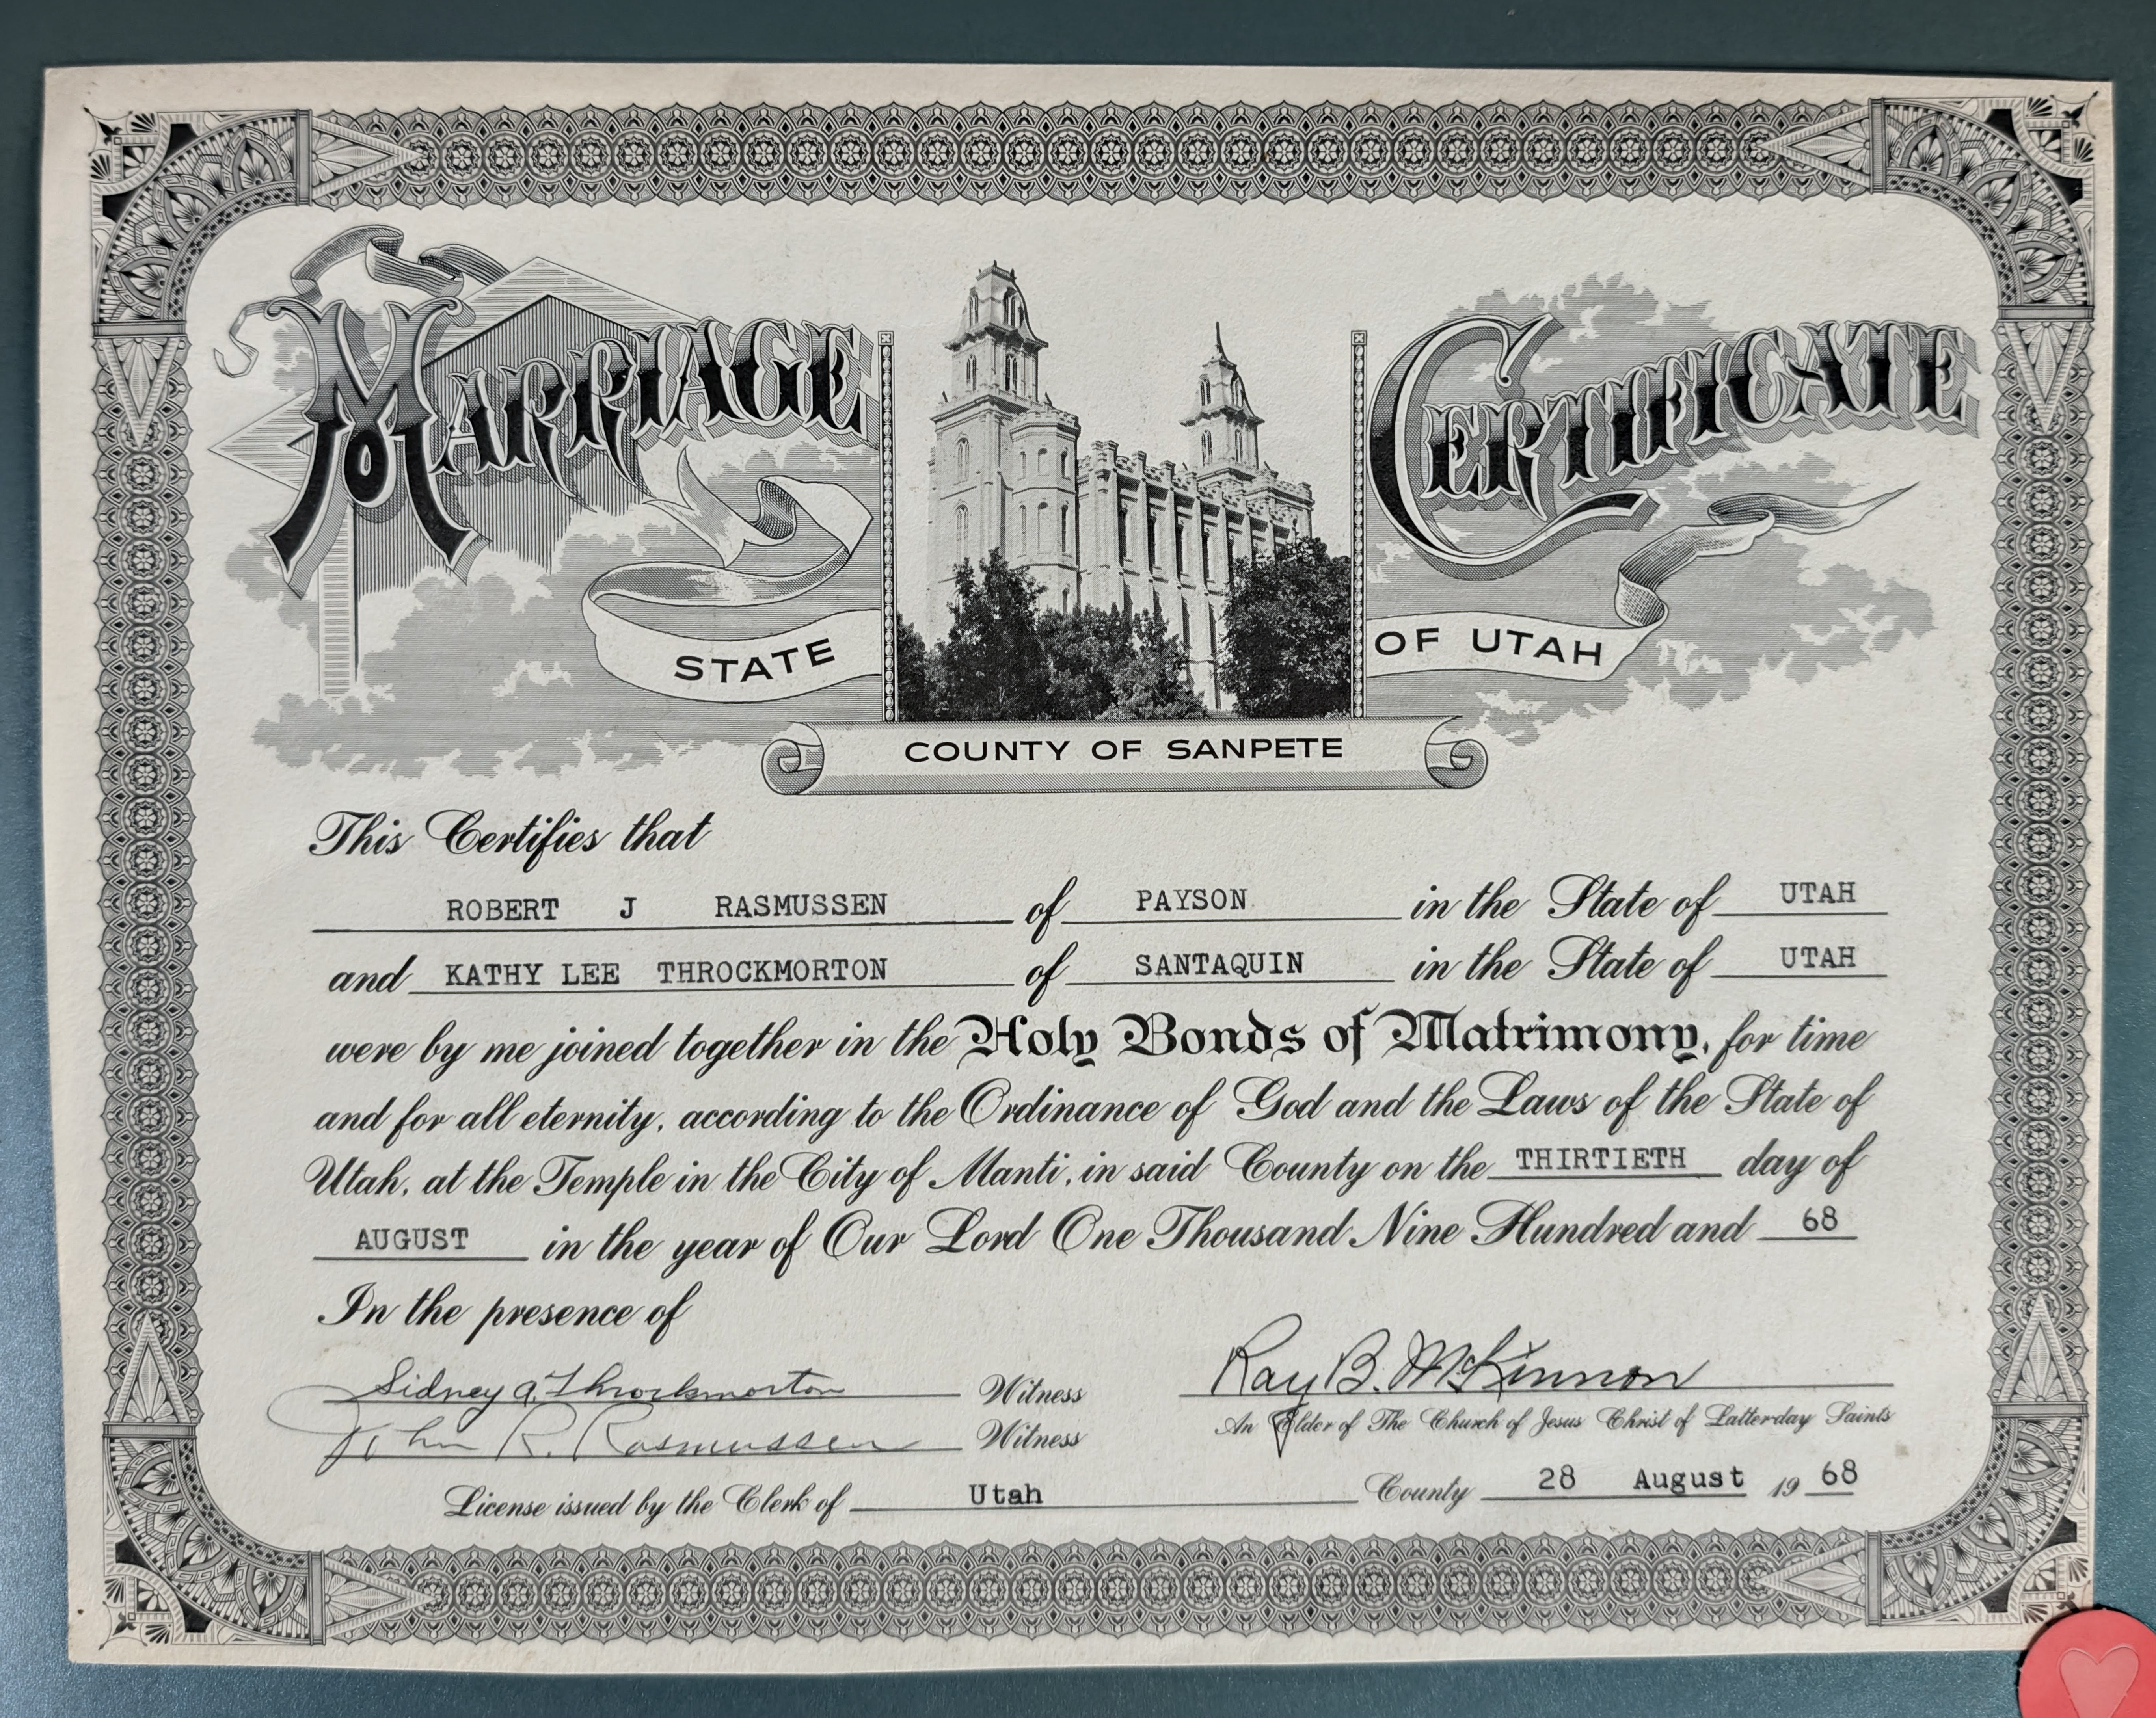 MARRIAGE CERTIFICATE
STATE OF UTAH
COUNTY OF SANPETE
This Certifies that
ROBERT J RASMUSSEN of PAYSON in the State of UTAH
and KATHY LEE THROCKMORTON of SANTAQUIN in the State of UTAH
were by me joined together in the Holy Bonds of Matrimony, for time
and for all eternity, according to the Ordinance of God and the Laws of the State of
Utah, at the Temple in the City of Manti, in said County on the THIRTIETH day of
AUGUST in the year of Our Lord One Thousand Nine Hundred and 68
In the presence of
Sidney A. Throckmorton Witness Ray B. McKinnon
John R. Rasmussen Witness An Elder of The Church of Jesus Christ of Latter-day Saints
License issued by the Clerk of Utah County 28 August 19 68